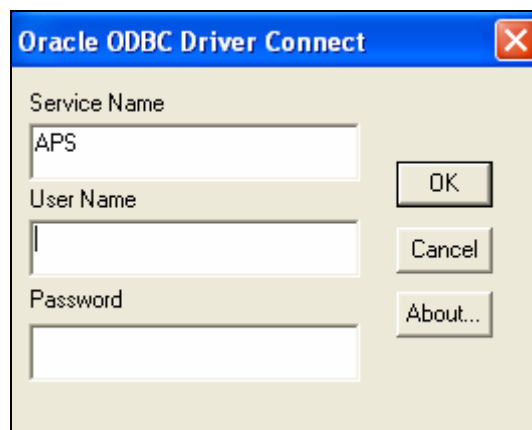 Oracle ODBC Driver Connect
Service Name
APS
OK
User Name
Cancel
Password
About...